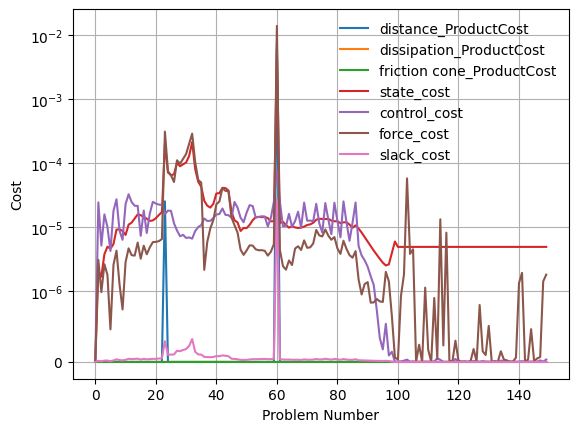 distance_ProductCost
dissipation_ProductCost
friction cone_ProductCost
state_cost
control_cost
force_cost
slack_cost
10⁻²
10⁻³
10⁻⁴
10⁻⁵
10⁻⁶
0
Cost
0 20 40 60 80 100 120 140
Problem Number